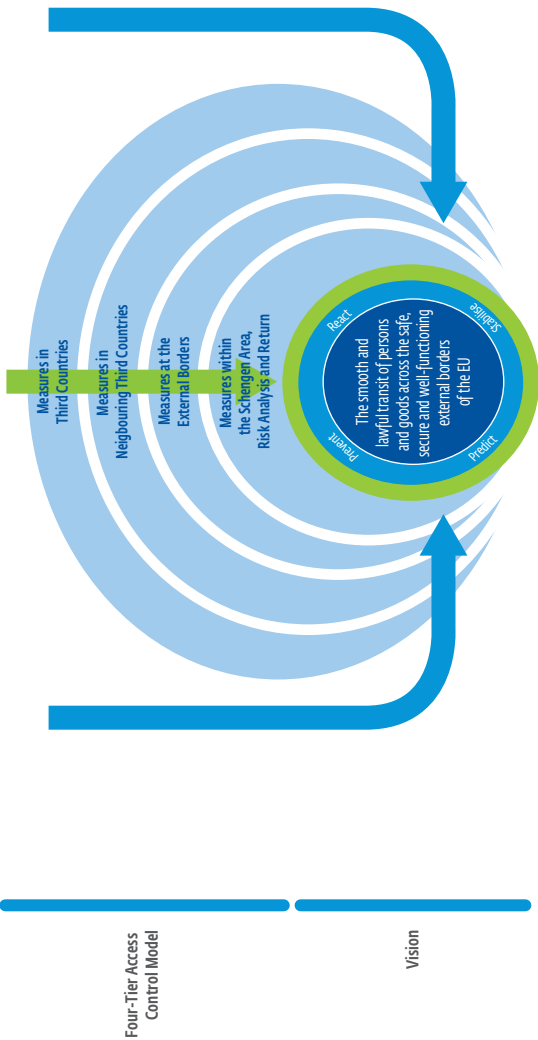 Four-Tier Access
Control Model
Measures in
Third Countries
Measures in
Neigbouring Third Countries
Measures at the
External Borders
Measures within
the Schengen Area,
Risk Analysis and Return
Vision
Prevent
React
The smooth and
lawful transit of persons
and goods across the safe,
secure and well-functioning
external borders
of the EU
Predict
Stabilise